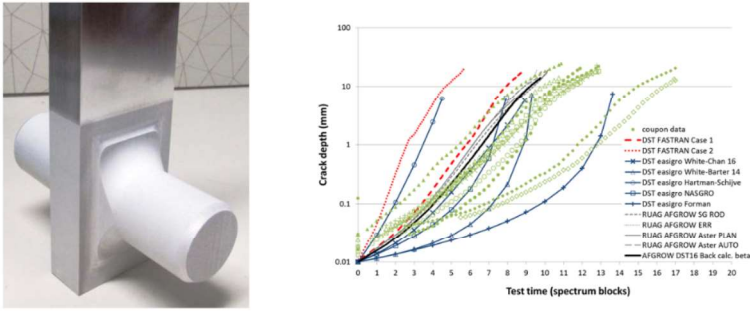 100
10
1
0.1
0.01
Crack depth (mm)
0 1 2 3 4 5 6 7 8 9 10 11 12 13 14 15 16 17 18 19 20
Test time (spectrum blocks)
coupon data
DST FASTRAN Case 1
DST FASTRAN Case 2
DST easigro White-Chan 16
DST easigro White-Barter 14
DST easigro Hartman-Schijve
DST easigro NASGRO
DST easigro Forman
RUAG AFGROW SG ROD
RUAG AFGROW ERR
RUAG AFGROW Aster PLAN
RUAG AFGROW Aster AUTO
AFGROW DST16 Back calc. beta